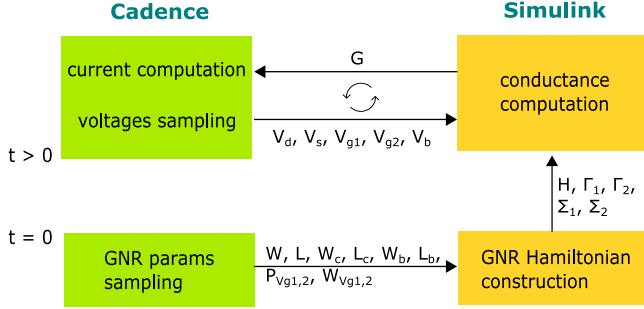 Cadence
Simulink
current computation
voltages sampling
G
V_d, V_s, V_g1, V_g2, V_b
conductance
computation
t > 0
H, Γ_1, Γ_2,
Σ_1, Σ_2
t = 0
GNR params
sampling
W, L, W_c, L_c, W_b, L_b,
P_Vg1,2, W_Vg1,2
GNR Hamiltonian
construction